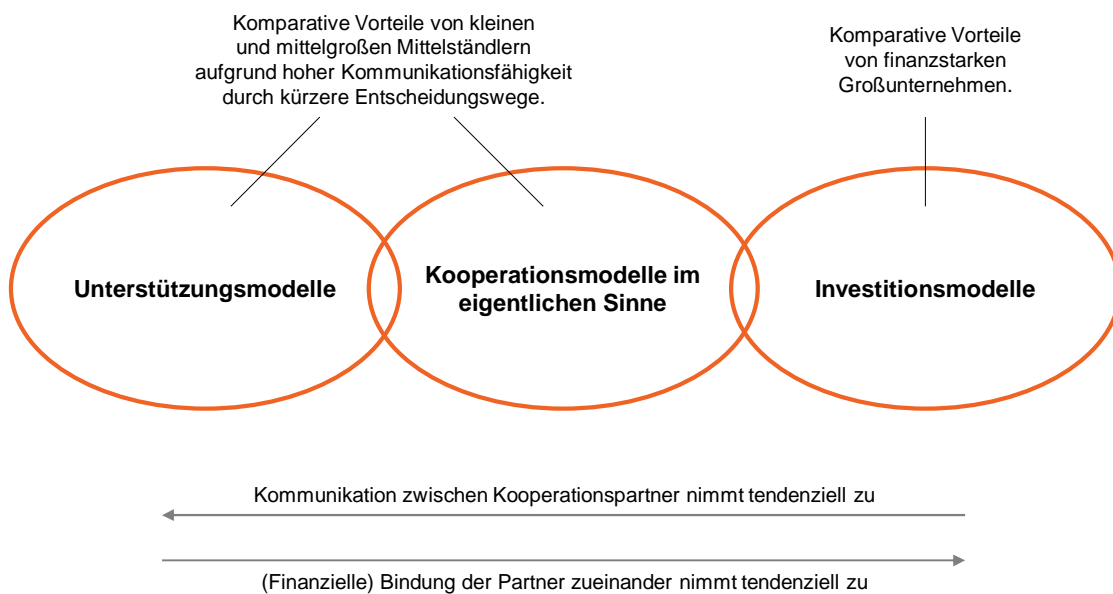 Komparative Vorteile von kleinen
und mittelgroßen Mittelständlern
aufgrund hoher Kommunikationsfähigkeit
durch kürzere Entscheidungswege.
Komparative Vorteile
von finanzstarken
Großunternehmen.
Unterstützungsmodelle
Kooperationsmodelle im
eigentlichen Sinne
Investitionsmodelle
Kommunikation zwischen Kooperationspartner nimmt tendenziell zu
(Finanzielle) Bindung der Partner zueinander nimmt tendenziell zu